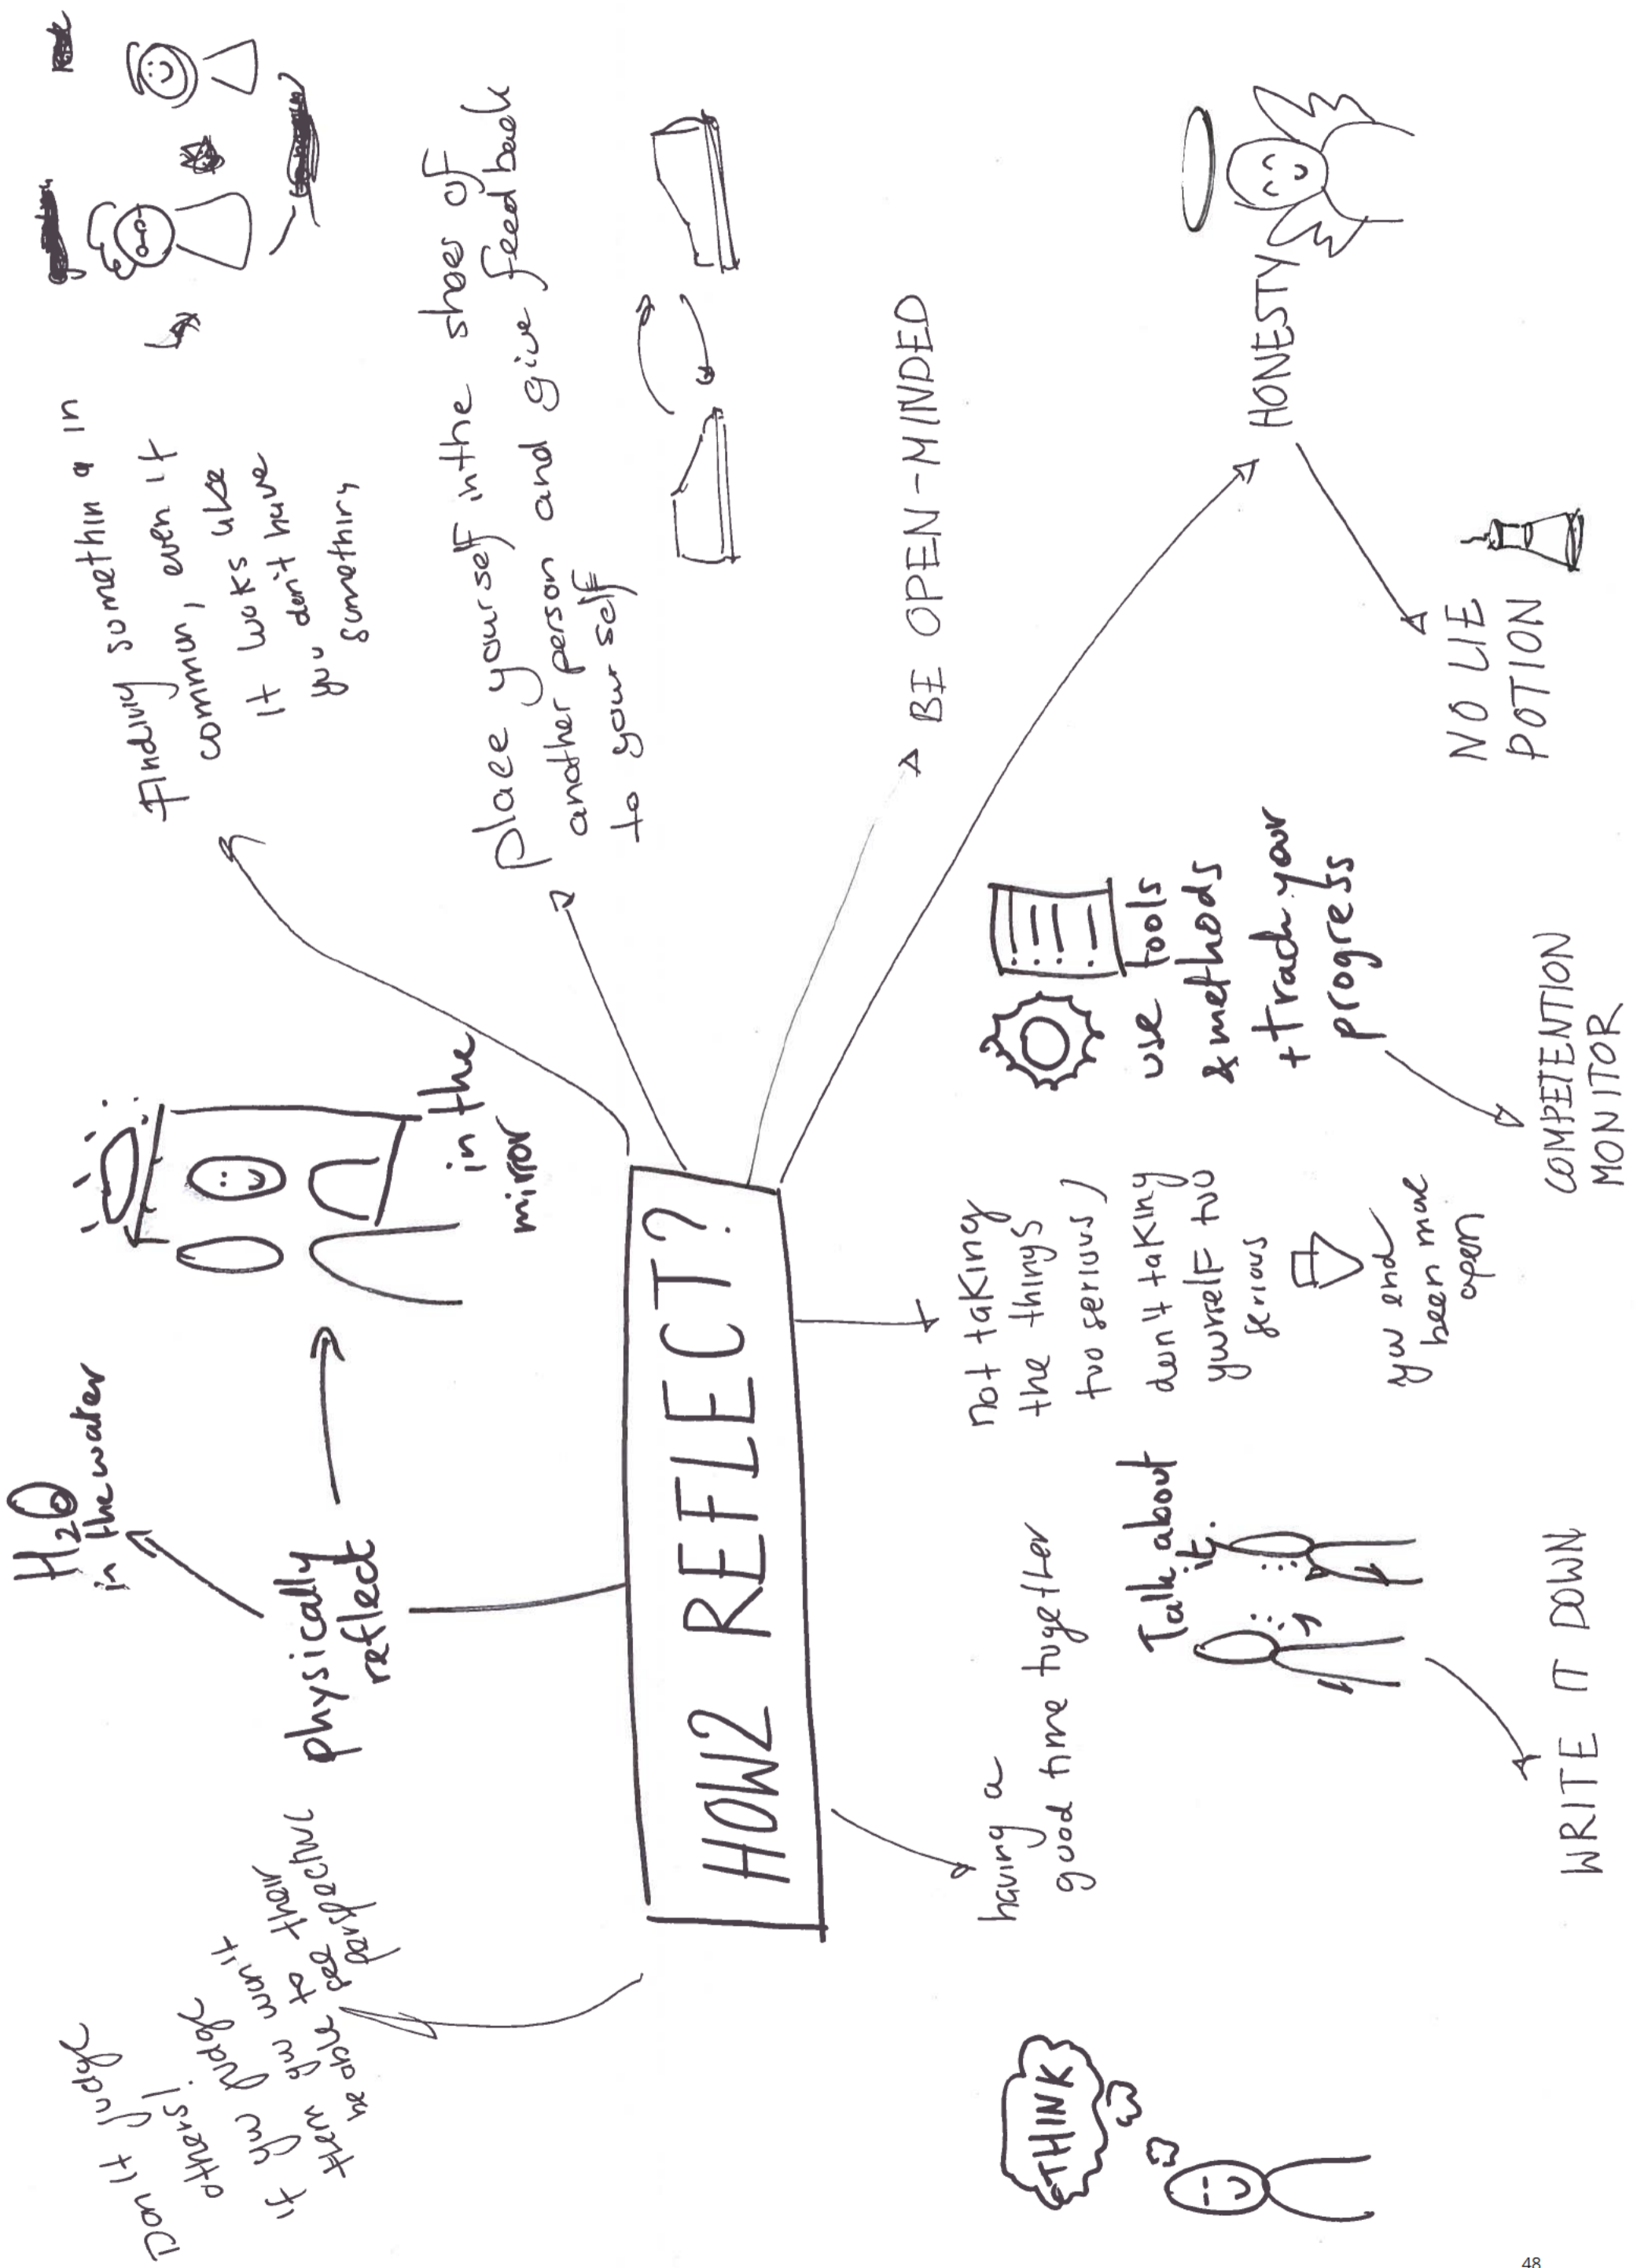 HOW2 REFLECT?
Don't judge
others!
if you judge
them you won't
be able to
see their
perspective
physically
reflect
H2O
in the water
in the
mirror
Finding somethin a in
common, even if
it looks like
you don't have
something
place yourself in the shoes of
another person and give feedback
to your self
BE OPEN-MINDED
HONESTY
NO LIE
POTION
use tools
& methods
+ track your
progress
COMPETENTION
MONITOR
not taking
the things
too serious /
don't taking
yourself too
serious
you end
been more
open
having a
good time together
Talk about
it.
WRITE IT DOWN
THINK
48